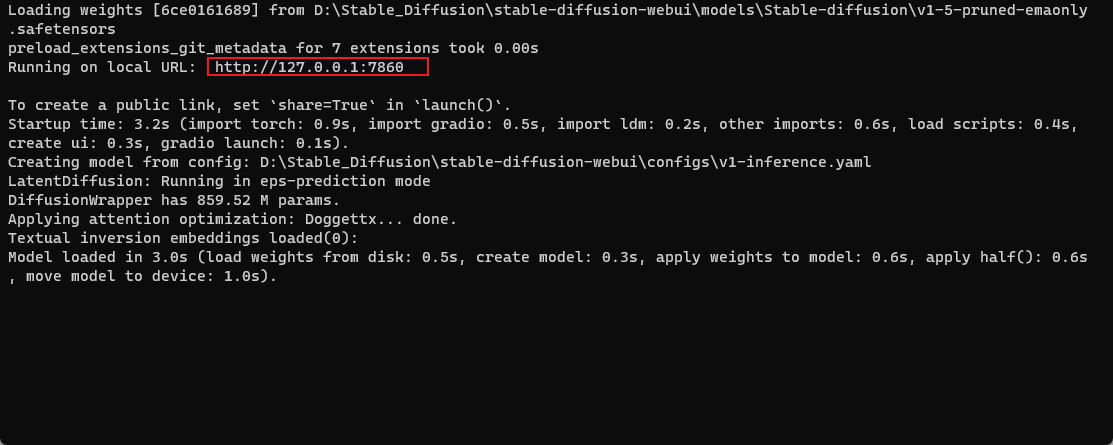 Loading weights [6ce0161689] from D:\Stable_Diffusion\stable-diffusion-webui\models\Stable-diffusion\v1-5-pruned-emaonly
.safetensors
preload_extensions_git_metadata for 7 extensions took 0.00s
Running on local URL:  http://127.0.0.1:7860
To create a public link, set `share=True` in `launch()`.
Startup time: 3.2s (import torch: 0.9s, import gradio: 0.5s, import ldm: 0.2s, other imports: 0.6s, load scripts: 0.4s,
create ui: 0.3s, gradio launch: 0.1s).
Creating model from config: D:\Stable_Diffusion\stable-diffusion-webui\configs\v1-inference.yaml
LatentDiffusion: Running in eps-prediction mode
DiffusionWrapper has 859.52 M params.
Applying attention optimization: Doggettx... done.
Textual inversion embeddings loaded(0):
Model loaded in 3.0s (load weights from disk: 0.5s, create model: 0.3s, apply weights to model: 0.6s, apply half(): 0.6s
, move model to device: 1.0s).